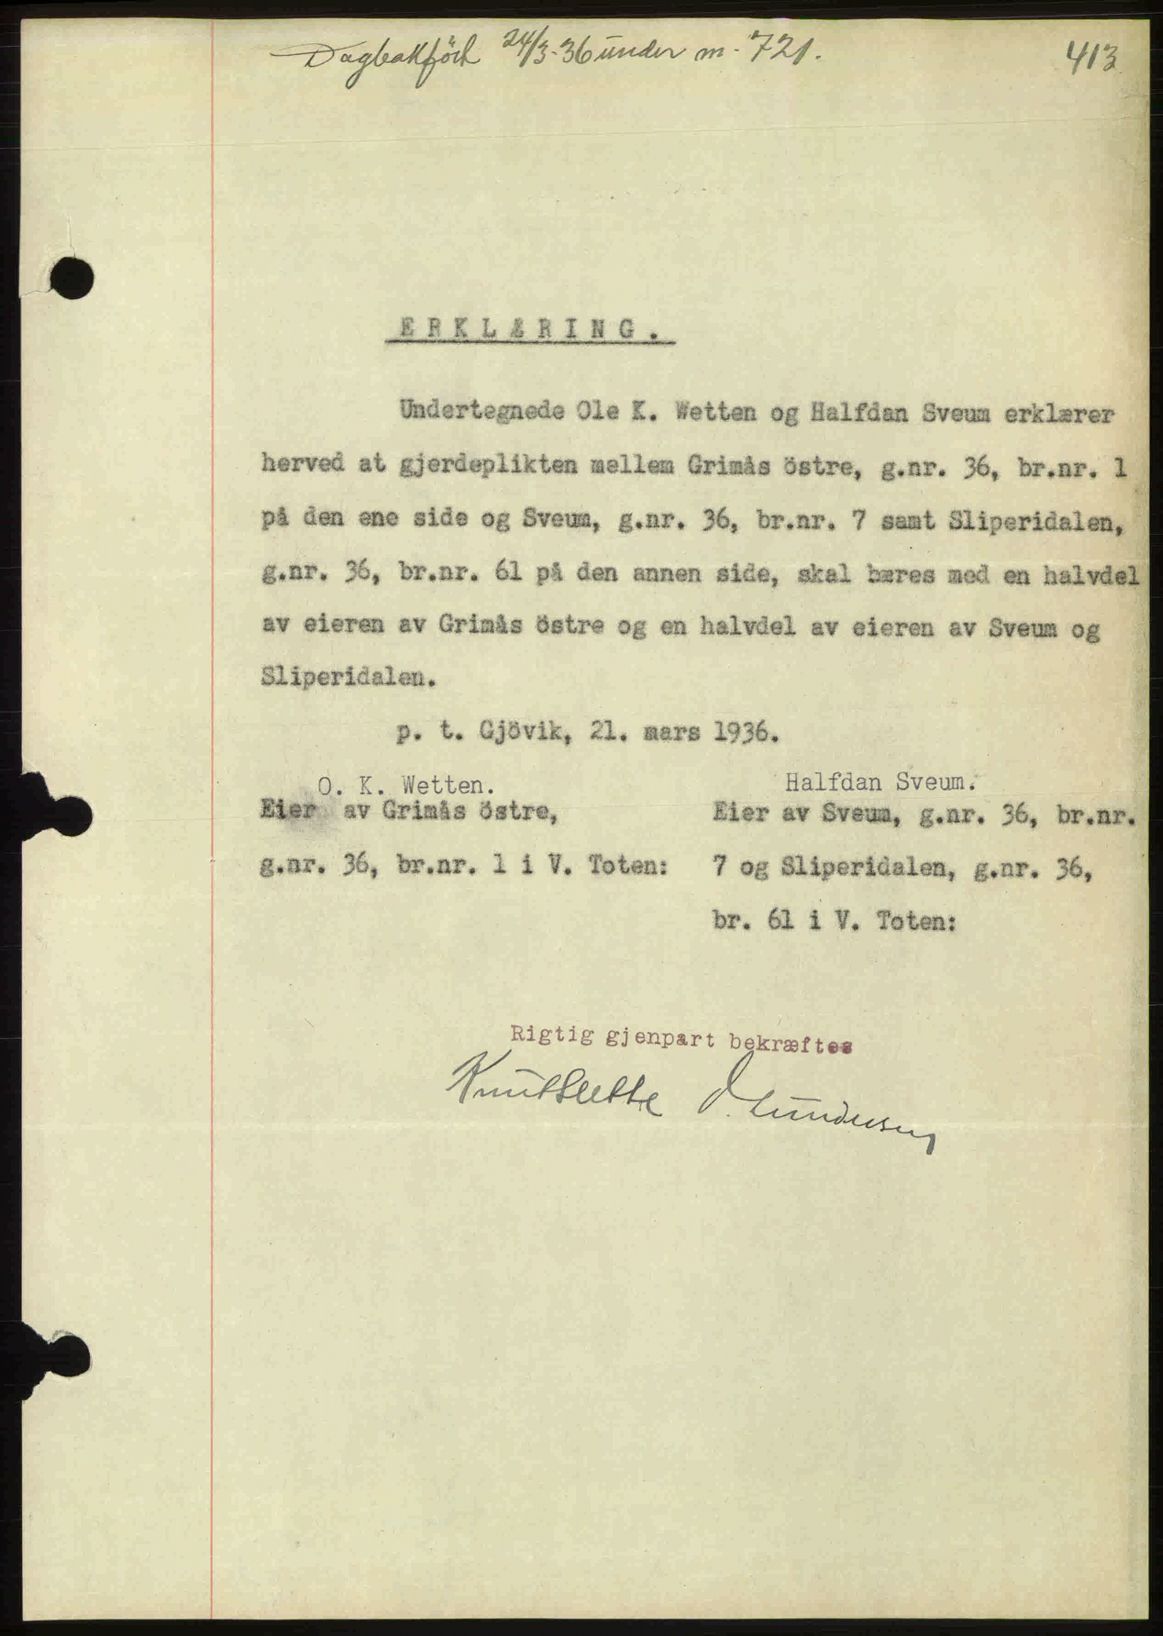 Dagbokfört 24/3-36 under nr. 721.
413
ERKLÆRING.
Undertegnede Ole K. Wetten og Halfdan Sveum erklærer
herved at gjerdeplikten mellem Grimås östre, g.nr. 36, br.nr. 1
på den ene side og Sveum, g.nr. 36, br.nr. 7 samt Sliperidalen,
g.nr. 36, br.nr. 61 på den annen side, skal bæres med en halvdel
av eieren av Grimås östre og en halvdel av eieren av Sveum og
Sliperidalen.
p. t. Gjövik, 21. mars 1936.
O. K. Wetten.
Eier av Grimås östre,
g.nr. 36, br.nr. 1 i V. Toten:
Halfdan Sveum.
Eier av Sveum, g.nr. 36, br.nr.
7 og Sliperidalen, g.nr. 36,
br. 61 i V. Toten:
Rigtig gjenpart bekræftes
Knut Slette